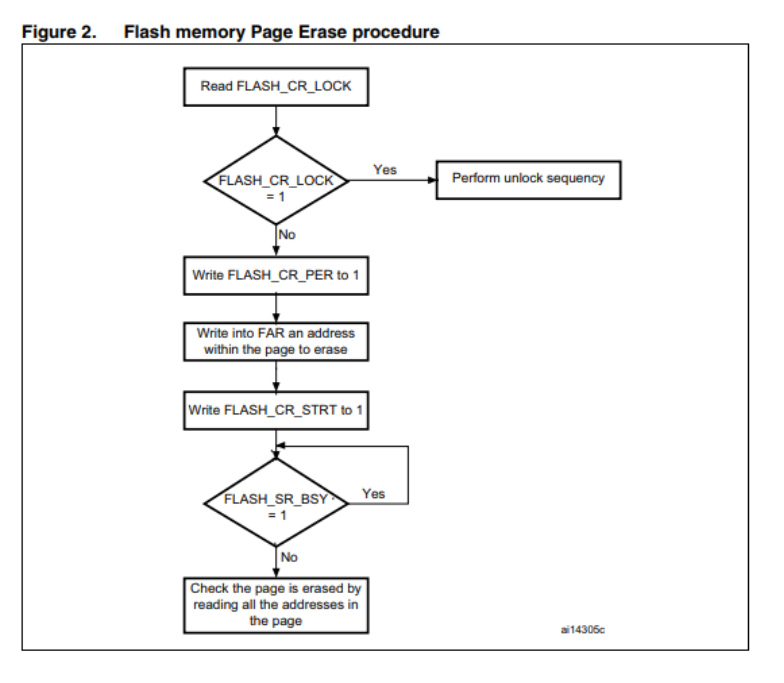 Figure 2. Flash memory Page Erase procedure
Read FLASH_CR_LOCK
FLASH_CR_LOCK
= 1
Yes
Perform unlock sequency
No
Write FLASH_CR_PER to 1
Write into FAR an address
within the page to erase
Write FLASH_CR_STRT to 1
FLASH_SR_BSY
= 1
Yes
No
Check the page is erased by
reading all the addresses in
the page
ai14305c